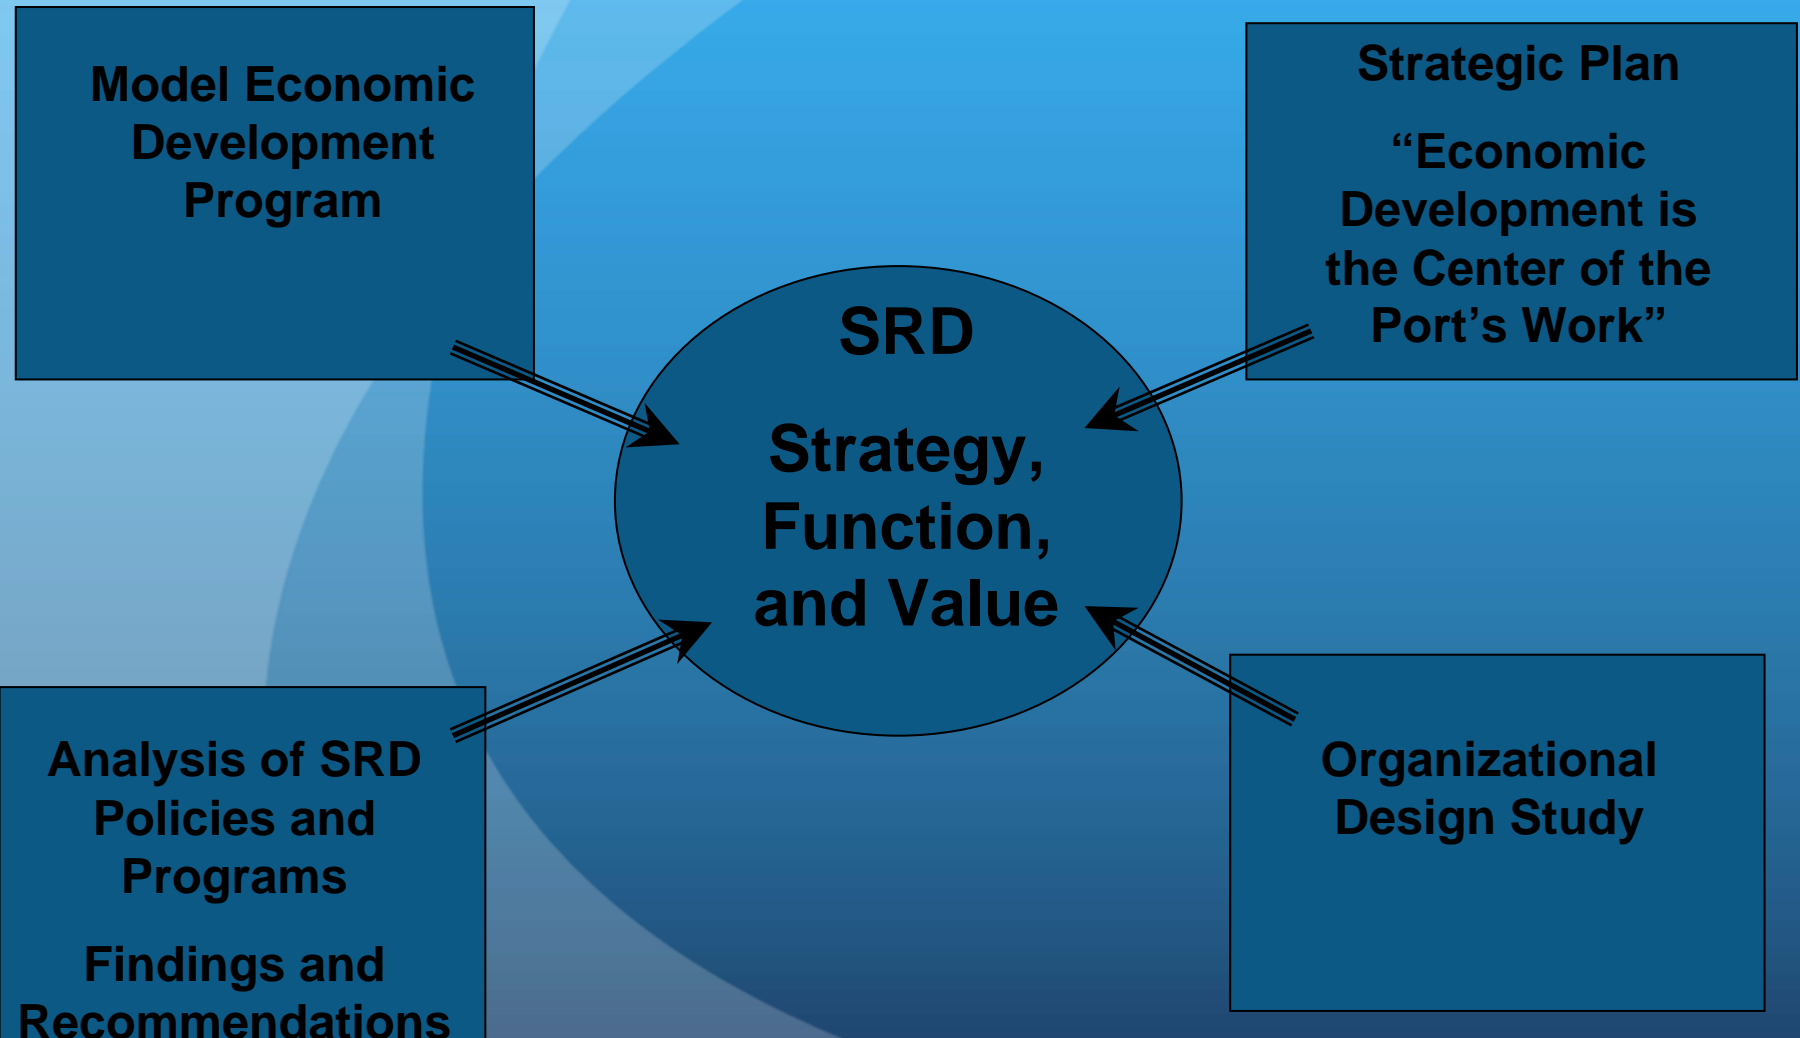 Model Economic
Development
Program
Strategic Plan
“Economic
Development is
the Center of the
Port’s Work”
SRD
Strategy,
Function,
and Value
Analysis of SRD
Policies and
Programs
Findings and
Recommendations
Organizational
Design Study